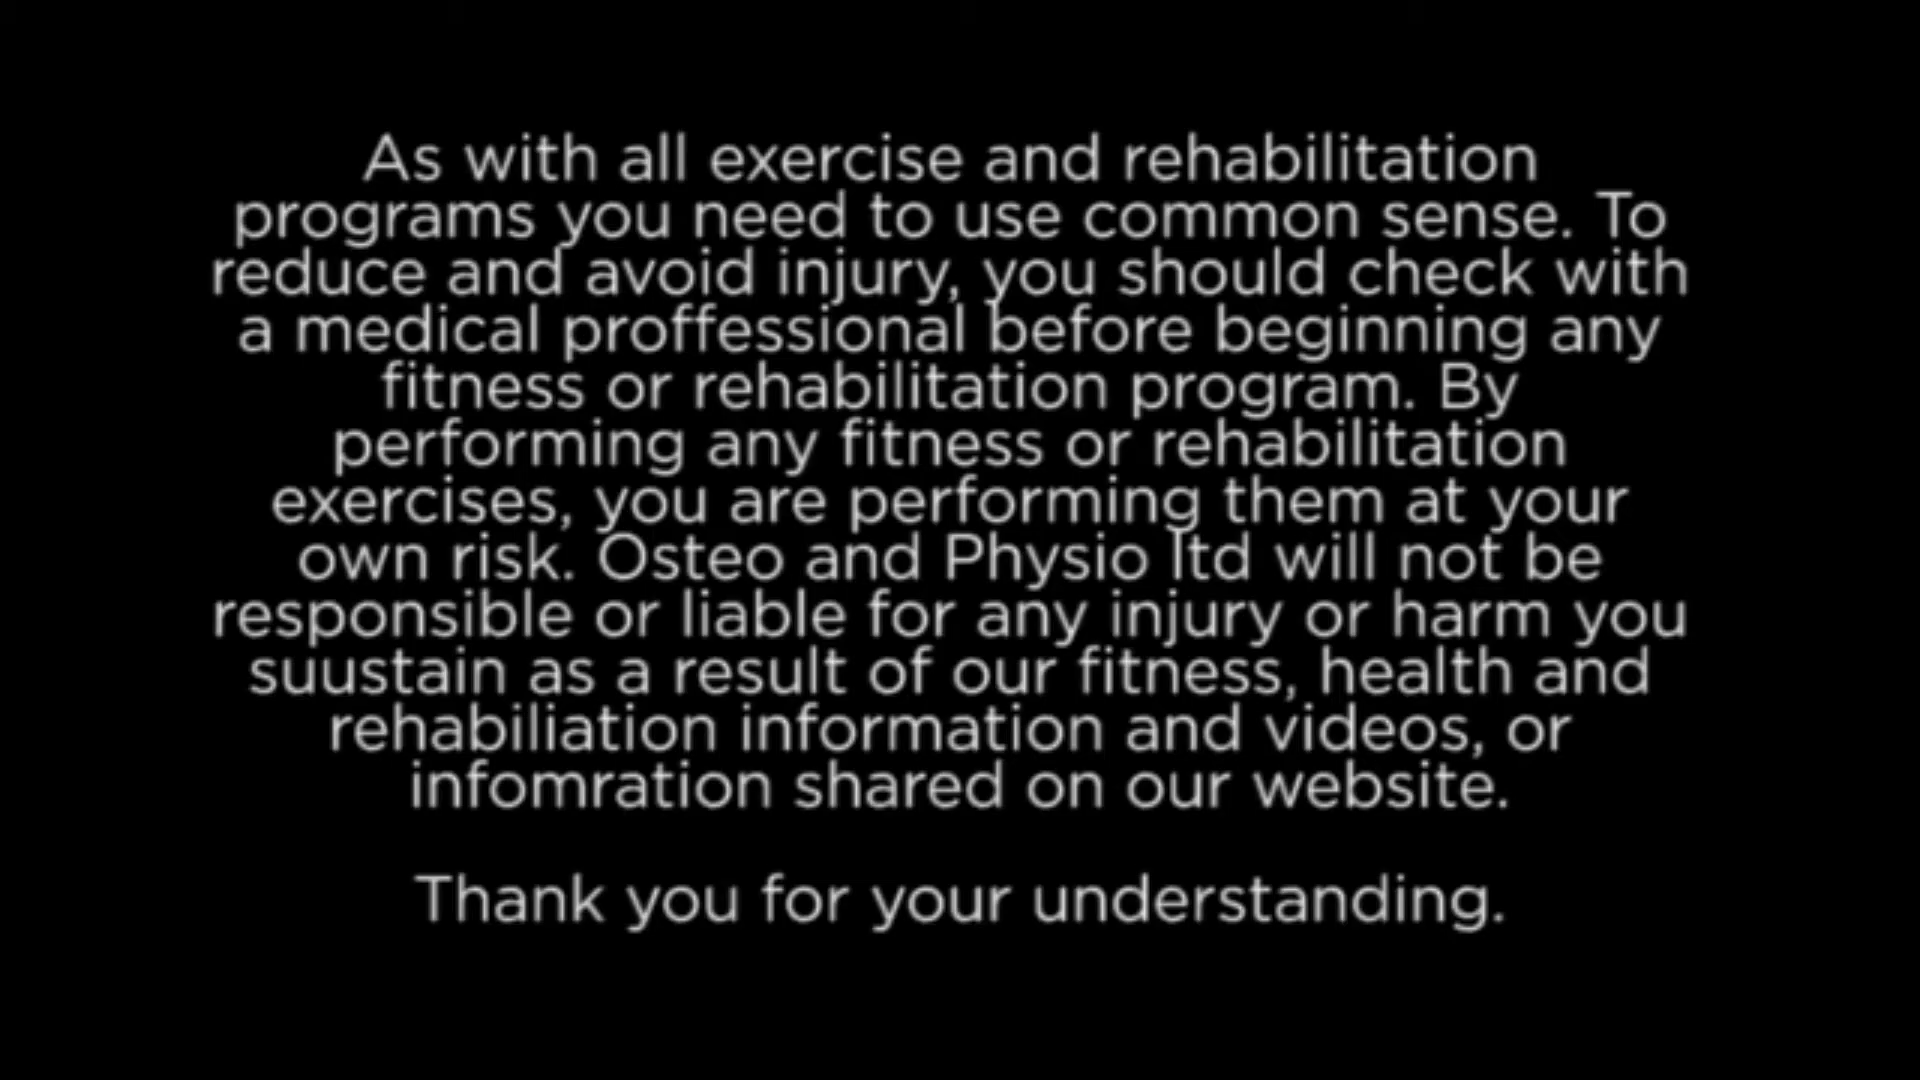 As with all exercise and rehabilitation
programs you need to use common sense. To
reduce and avoid injury, you should check with
a medical proffessional before beginning any
fitness or rehabilitation program. By
performing any fitness or rehabilitation
exercises, you are performing them at your
own risk. Osteo and Physio ltd will not be
responsible or liable for any injury or harm you
suustain as a result of our fitness, health and
rehabiliation information and videos, or
infomration shared on our website.
Thank you for your understanding.